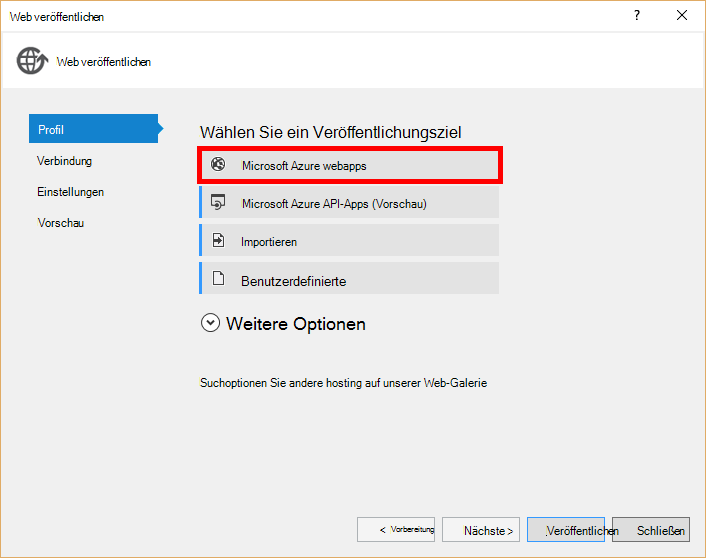 Web veröffentlichen
?
Web veröffentlichen
Profil
Verbindung
Einstellungen
Vorschau
Wählen Sie ein Veröffentlichungsziel
Microsoft Azure webapps
Microsoft Azure API-Apps (Vorschau)
Importieren
Benutzerdefinierte
Weitere Optionen
Suchoptionen Sie andere hosting auf unserer Web-Galerie
< Vorbereitung
Nächste >
Veröffentlichen
Schließen